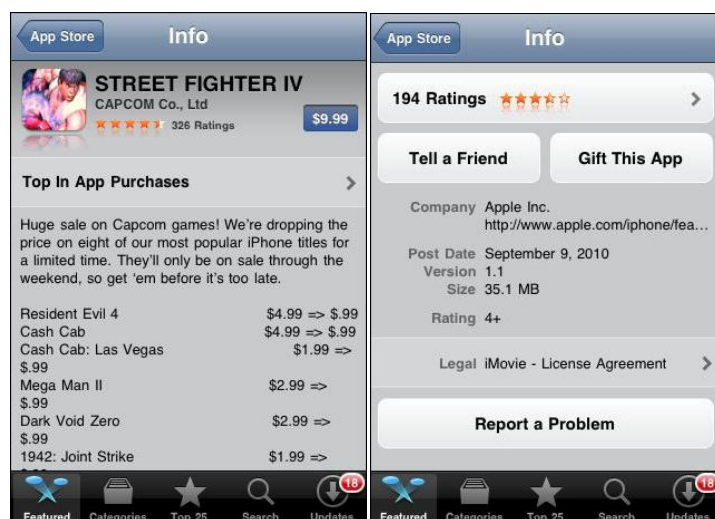 App Store
Info
STREET FIGHTER IV
CAPCOM Co., Ltd
326 Ratings
$9.99
Top In App Purchases
Huge sale on Capcom games! We're dropping the
price on eight of our most popular iPhone titles for
a limited time. They'll only be on sale through the
weekend, so get 'em before it's too late.
Resident Evil 4 $4.99 => $.99
Cash Cab $4.99 => $.99
Cash Cab: Las Vegas $1.99 =>
$.99
Mega Man II $2.99 =>
$.99
Dark Void Zero $2.99 =>
$.99
1942: Joint Strike $1.99 =>
Featured Categories Top 25 Search Updates
18
App Store
Info
194 Ratings
Tell a Friend
Gift This App
Company Apple Inc.
http://www.apple.com/iphone/fea...
Post Date September 9, 2010
Version 1.1
Size 35.1 MB
Rating 4+
Legal iMovie - License Agreement
Report a Problem
Featured Categories Top 25 Search Updates
18